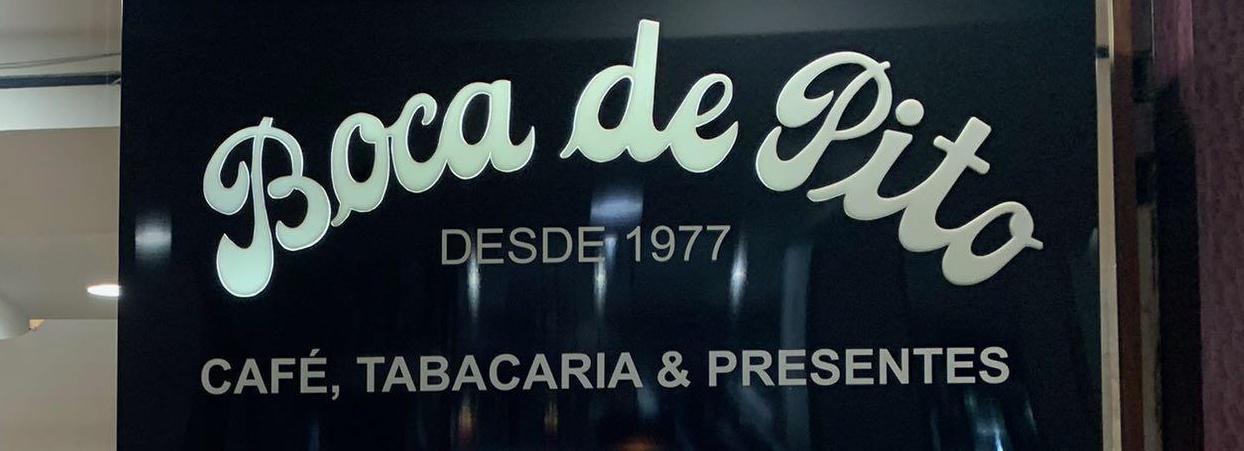 Boca de Pito
DESDE 1977
CAFÉ, TABACARIA & PRESENTES